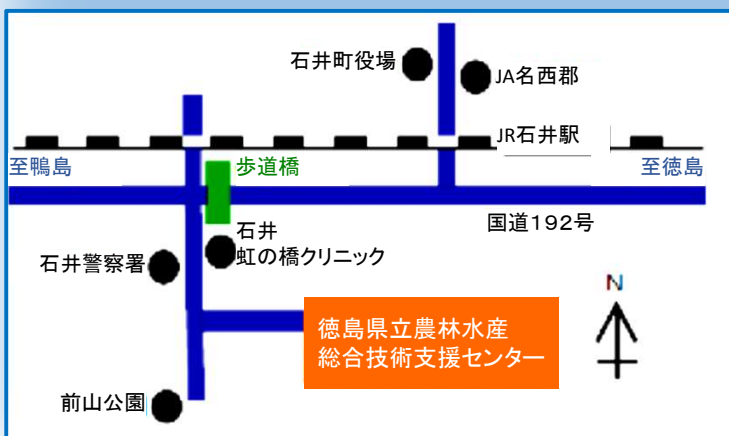 石井町役場
JA名西郡
JR石井駅
至鴨島
歩道橋
至徳島
国道192号
石井
虹の橋クリニック
石井警察署
N
徳島県立農林水産
総合技術支援センター
前山公園